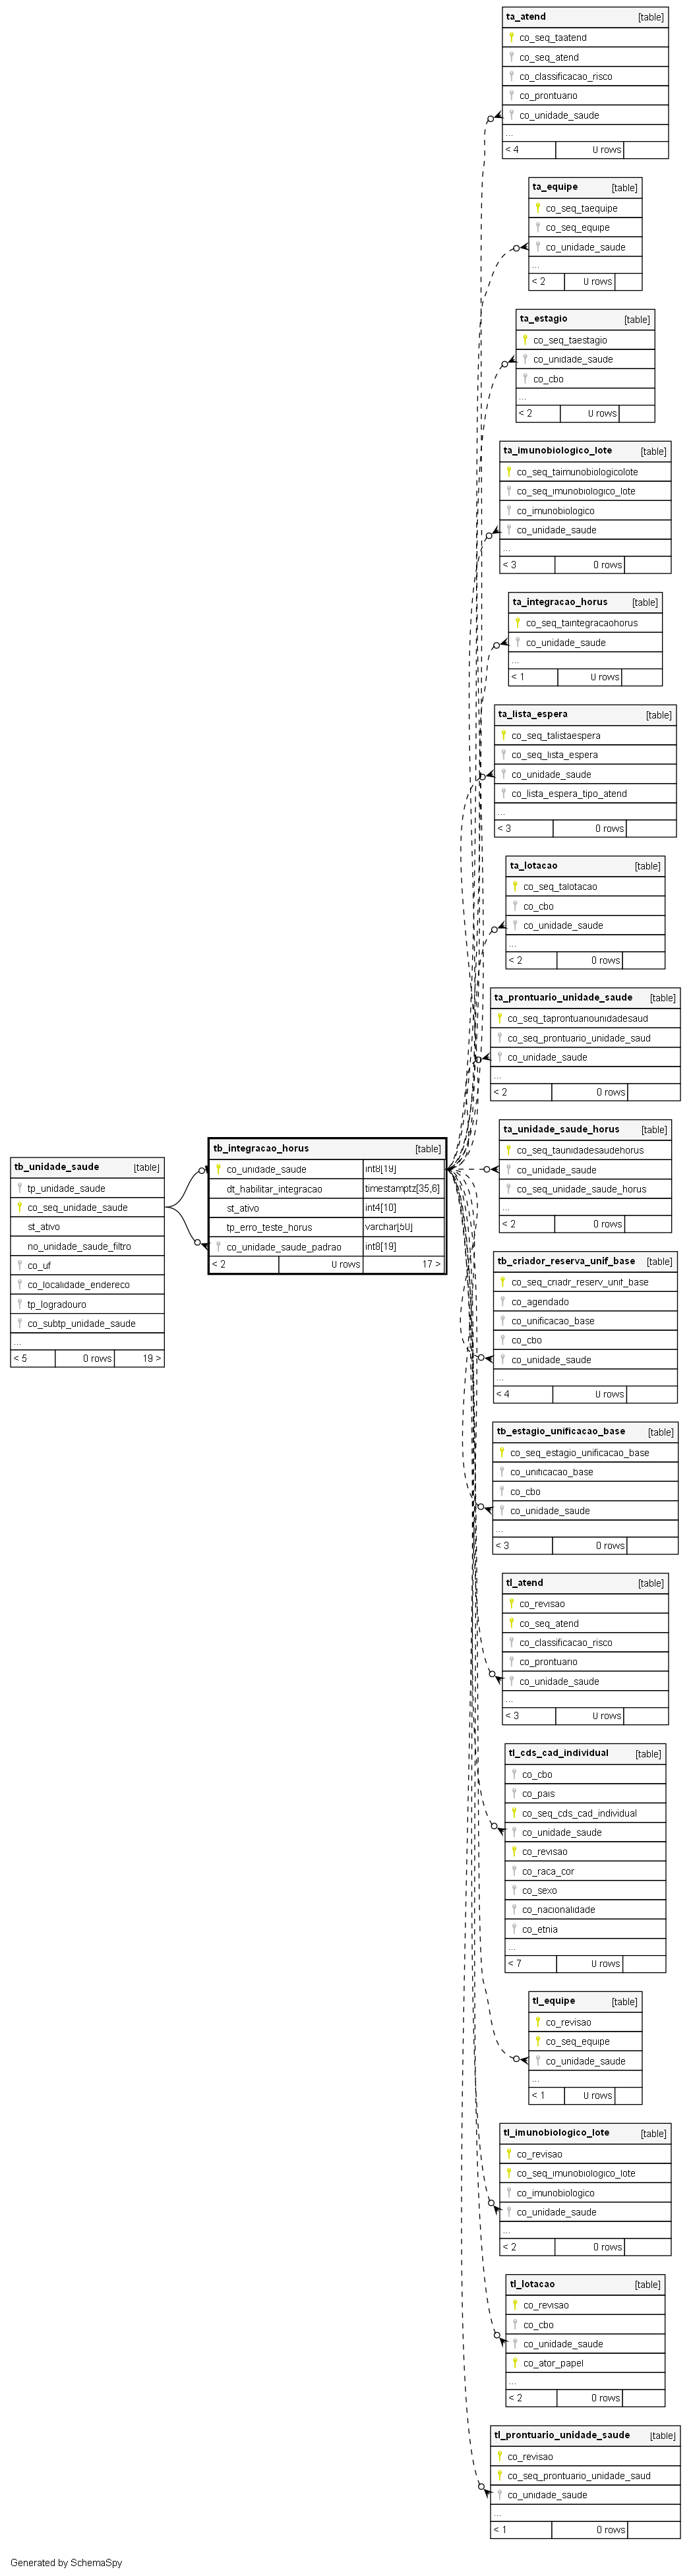 ta_atend [table]
co_seq_taatend
co_seq_atend
co_classificacao_risco
co_prontuario
co_unidade_saude
...
< 4 0 rows
ta_equipe [table]
co_seq_taequipe
co_seq_equipe
co_unidade_saude
...
< 2 0 rows
ta_estagio [table]
co_seq_taestagio
co_unidade_saude
co_cbo
...
< 2 0 rows
ta_imunobiologico_lote [table]
co_seq_taimunobiologicolote
co_seq_imunobiologico_lote
co_imunobiologico
co_unidade_saude
...
< 3 0 rows
ta_integracao_horus [table]
co_seq_taintegracaohorus
co_unidade_saude
...
< 1 0 rows
ta_lista_espera [table]
co_seq_talistaespera
co_seq_lista_espera
co_unidade_saude
co_lista_espera_tipo_atend
...
< 3 0 rows
ta_lotacao [table]
co_seq_talotacao
co_cbo
co_unidade_saude
...
< 2 0 rows
ta_prontuario_unidade_saude [table]
co_seq_taprontuariounidadesaud
co_seq_prontuario_unidade_saud
co_unidade_saude
...
< 2 0 rows
tb_unidade_saude [table]
tp_unidade_saude
co_seq_unidade_saude
st_ativo
no_unidade_saude_filtro
co_uf
co_localidade_endereco
tp_logradouro
co_subtp_unidade_saude
...
< 5 0 rows 19 >
tb_integracao_horus [table]
co_unidade_saude int8[19]
dt_habilitar_integracao timestamptz[35,6]
st_ativo int4[10]
tp_erro_teste_horus varchar[50]
co_unidade_saude_padrao int8[19]
< 2 0 rows 17 >
ta_unidade_saude_horus [table]
co_seq_taunidadesaudehorus
co_unidade_saude
co_seq_unidade_saude_horus
...
< 2 0 rows
tb_criador_reserva_unif_base [table]
co_seq_criadr_reserv_unif_base
co_agendado
co_unificacao_base
co_cbo
co_unidade_saude
...
< 4 0 rows
tb_estagio_unificacao_base [table]
co_seq_estagio_unificacao_base
co_unificacao_base
co_cbo
co_unidade_saude
...
< 3 0 rows
tl_atend [table]
co_revisao
co_seq_atend
co_classificacao_risco
co_prontuario
co_unidade_saude
...
< 3 0 rows
tl_cds_cad_individual [table]
co_cbo
co_pais
co_seq_cds_cad_individual
co_unidade_saude
co_revisao
co_raca_cor
co_sexo
co_nacionalidade
co_etnia
...
< 7 0 rows
tl_equipe [table]
co_revisao
co_seq_equipe
co_unidade_saude
...
< 1 0 rows
tl_imunobiologico_lote [table]
co_revisao
co_seq_imunobiologico_lote
co_imunobiologico
co_unidade_saude
...
< 2 0 rows
tl_lotacao [table]
co_revisao
co_cbo
co_unidade_saude
co_ator_papel
...
< 2 0 rows
tl_prontuario_unidade_saude [table]
co_revisao
co_seq_prontuario_unidade_saud
co_unidade_saude
...
< 1 0 rows
Generated by SchemaSpy